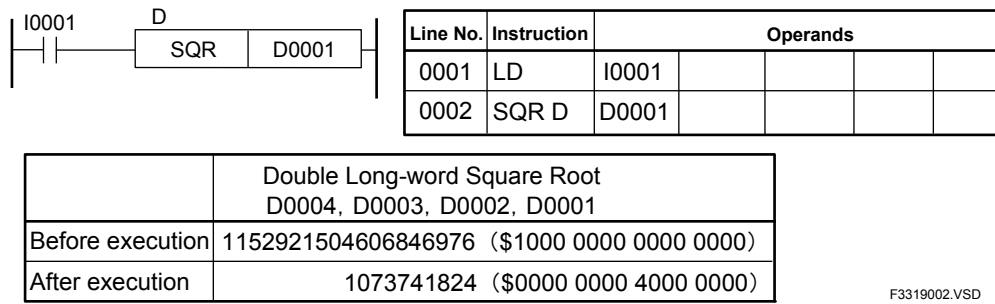 I0001
D
SQR D0001
Line No. Instruction Operands
0001 LD I0001
0002 SQR D D0001
Double Long-word Square Root
D0004, D0003, D0002, D0001
Before execution 1152921504606846976 ($1000 0000 0000 0000)
After execution 1073741824 ($0000 0000 4000 0000)
F3319002.VSD